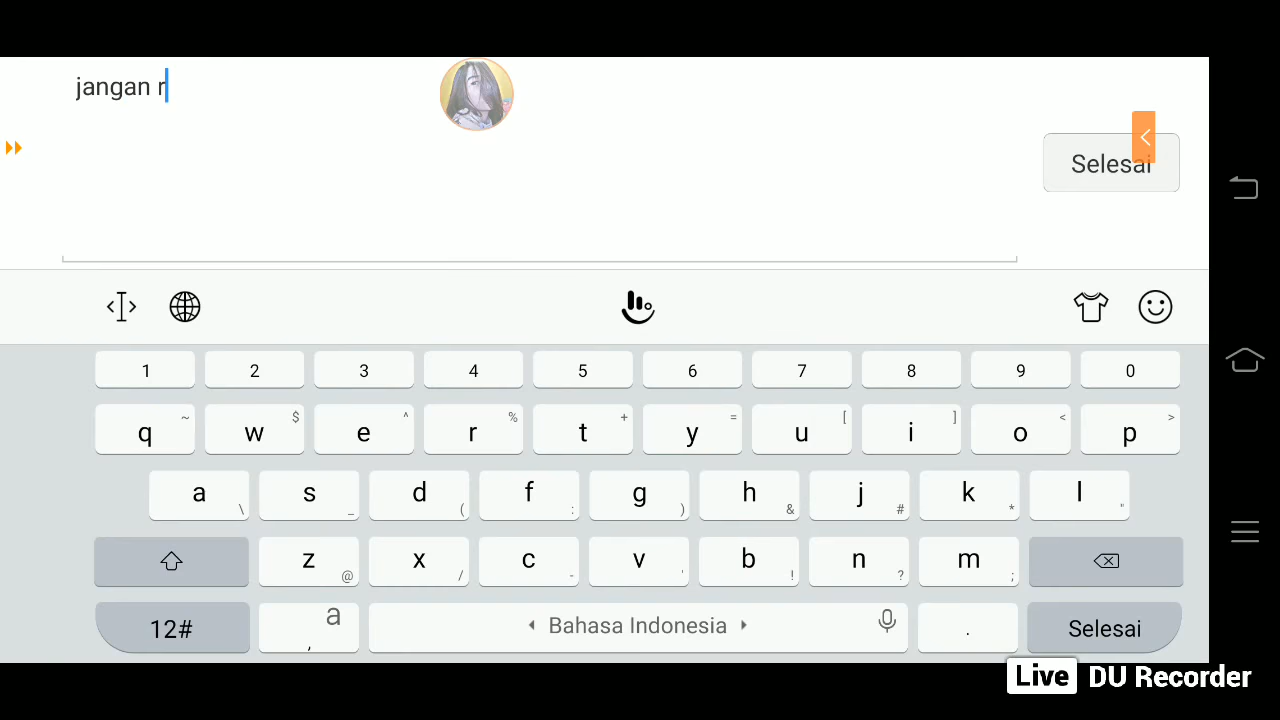 jangan r
Selesai
1 2 3 4 5 6 7 8 9 0
q ~ w $ e ^ r % t + y = u [ i ] o < p >
a \ s _ d ( f : g ) h & j # k * l "
z @ x / c - v ' b ! n ? m ;
12# a , Bahasa Indonesia . Selesai
Live DU Recorder